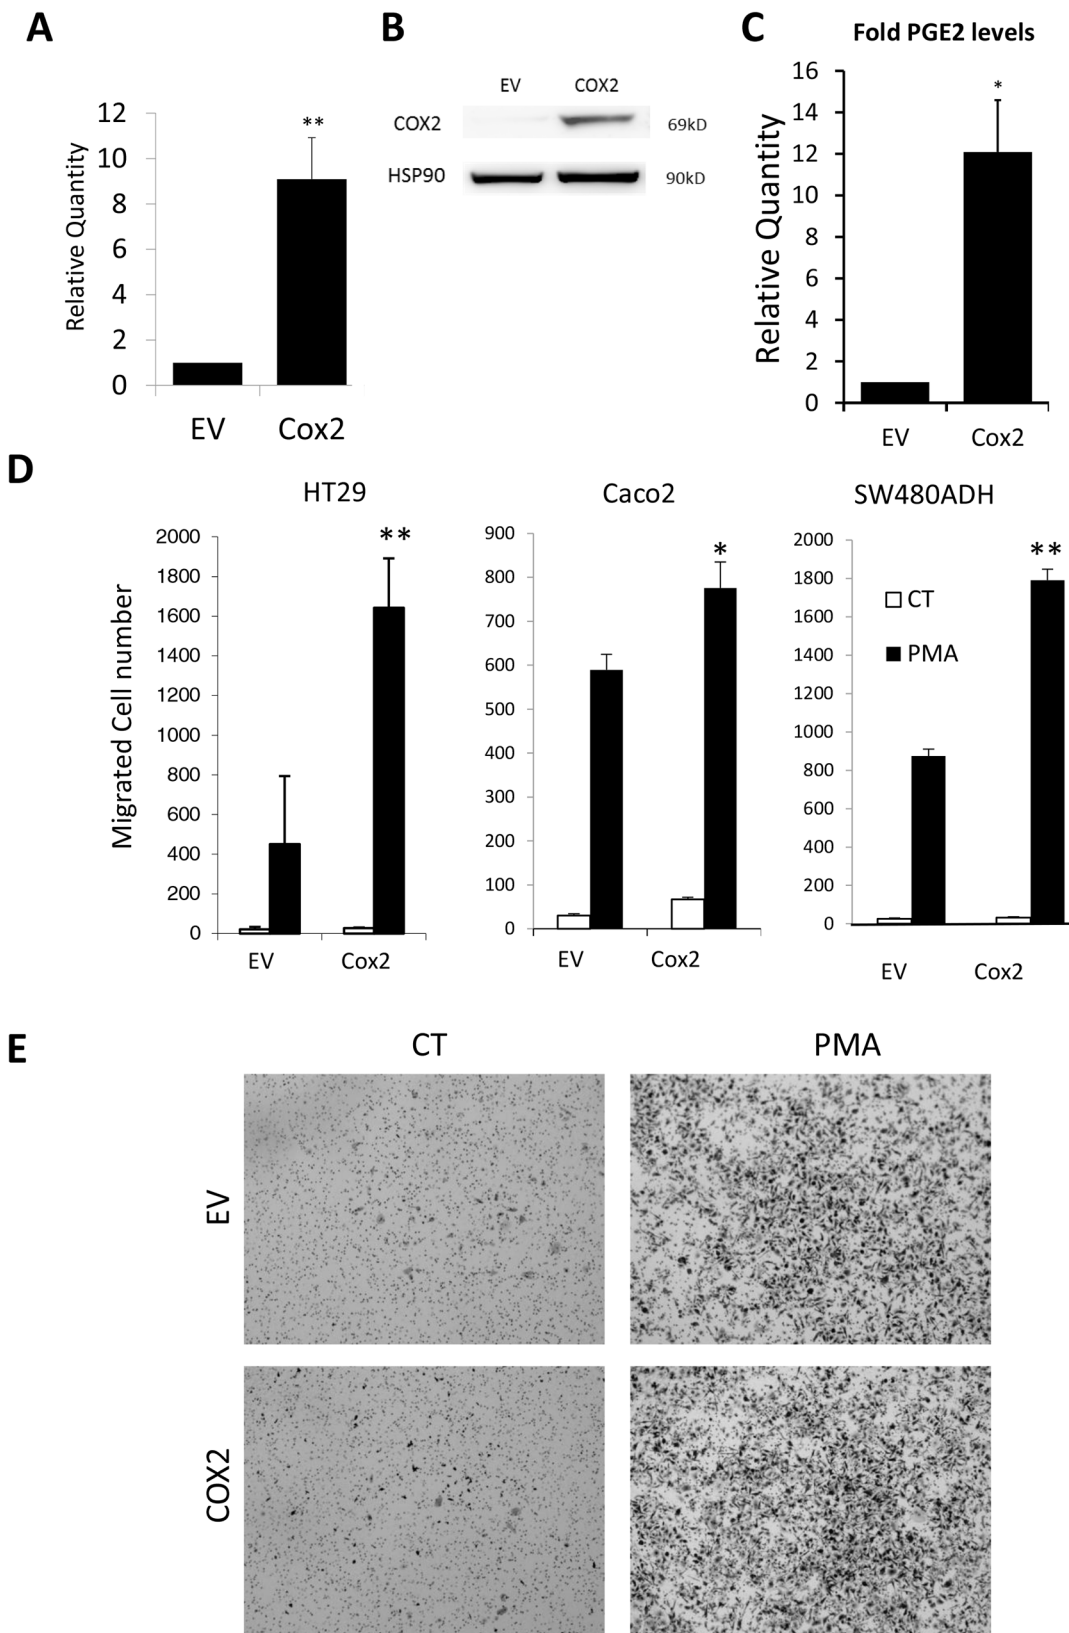 A
B
C
Fold PGE2 levels
Relative Quantity
12
10
8
6
4
2
0
**
EV
Cox2
EV
COX2
COX2
69kD
HSP90
90kD
Relative Quantity
16
14
12
10
8
6
4
2
0
*
EV
Cox2
D
HT29
Caco2
SW480ADH
Migrated Cell number
2000
1800
1600
1400
1200
1000
800
600
400
200
0
**
EV
Cox2
900
800
700
600
500
400
300
200
100
0
*
EV
Cox2
2000
1800
1600
1400
1200
1000
800
600
400
200
0
**
CT
PMA
EV
Cox2
E
CT
PMA
EV
COX2